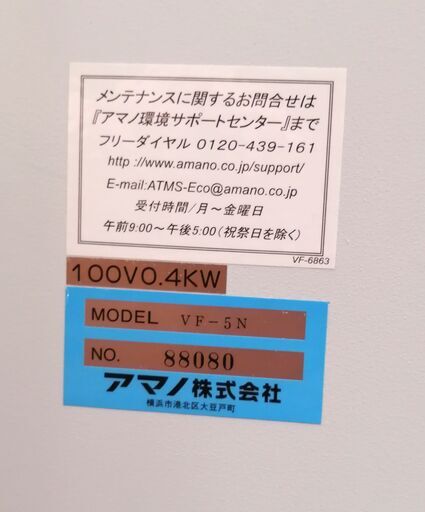 メンテナンスに関するお問合せは
『アマノ環境サポートセンター』まで
フリーダイヤル 0120-439-161
http://www.amano.co.jp/support/
E-mail:ATMS-Eco@amano.co.jp
受付時間/月~金曜日
午前9:00~午後5:00(祝祭日を除く)
VF-6863
100V0.4KW
MODEL VF-5N
NO. 88080
アマノ株式会社
横浜市港北区大豆戸町